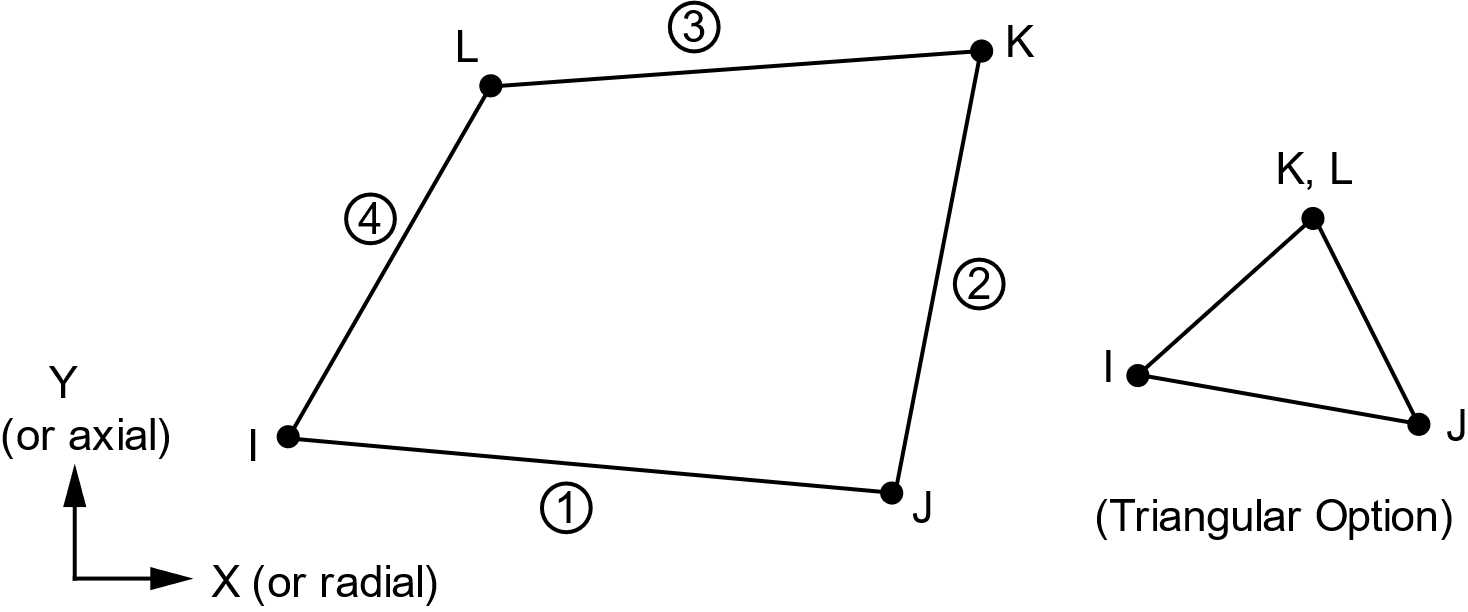 ③
L
K
K, L
④
②
I
J
Y
(or axial)
I
①
J
(Triangular Option)
X (or radial)